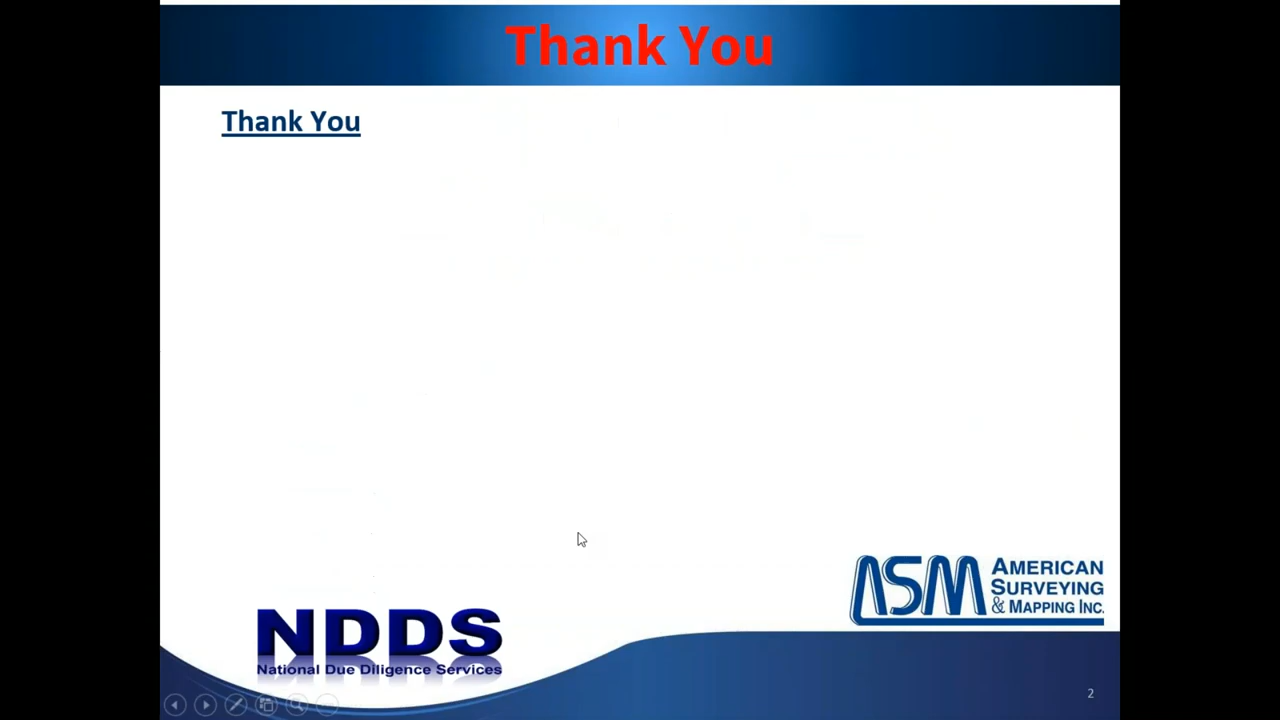 Thank You
Thank You
ASM AMERICAN
SURVEYING
& MAPPING INC.
NDDS
National Due Diligence Services
2